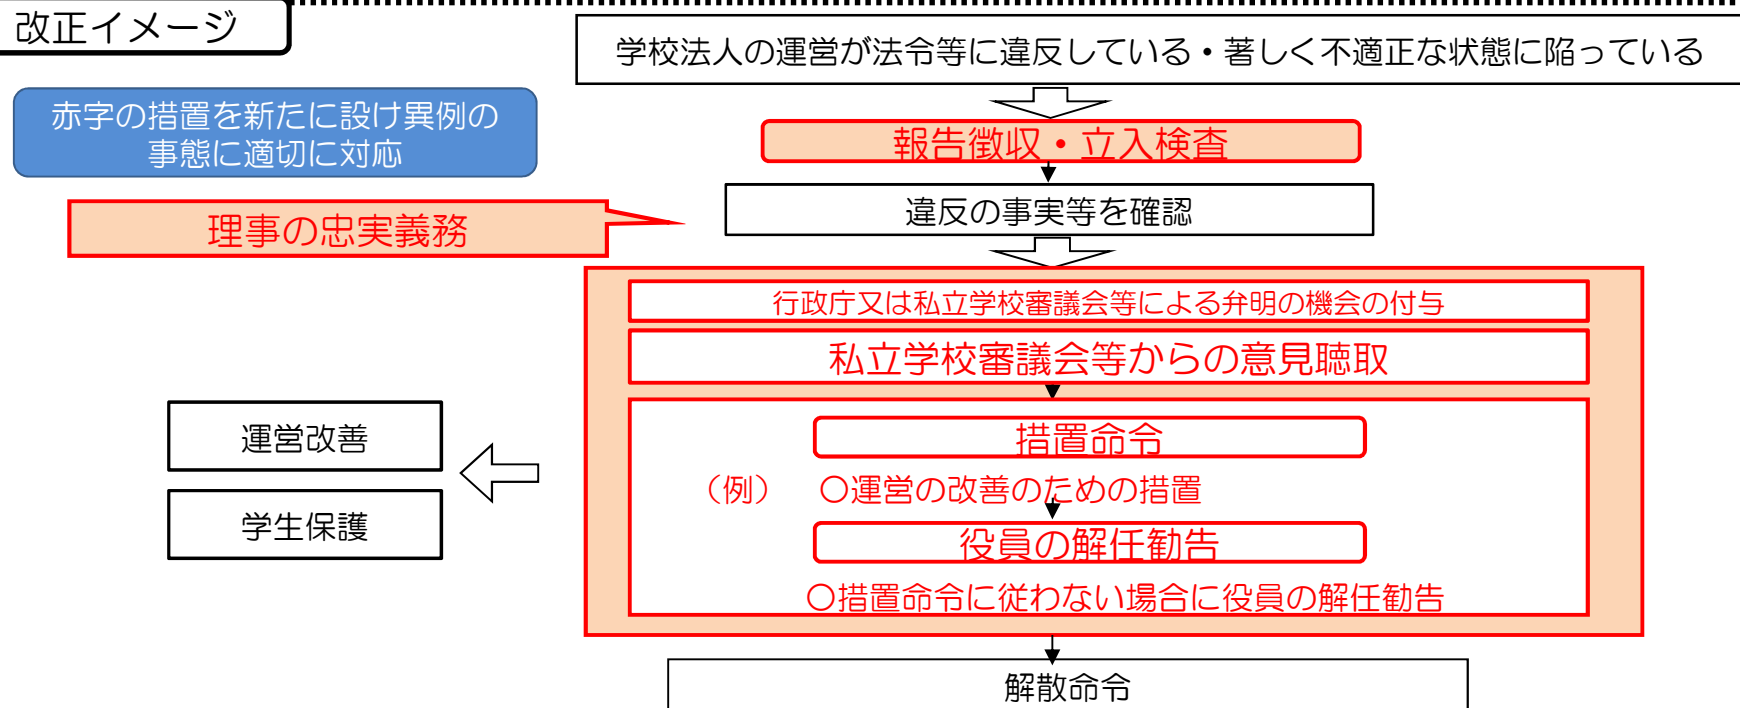 改正イメージ
学校法人の運営が法令等に違反している・著しく不適正な状態に陥っている
赤字の措置を新たに設け異例の
事態に適切に対応
報告徴収・立入検査
違反の事実等を確認
理事の忠実義務
行政庁又は私立学校審議会等による弁明の機会の付与
私立学校審議会等からの意見聴取
措置命令
（例）　〇運営の改善のための措置
役員の解任勧告
〇措置命令に従わない場合に役員の解任勧告
運営改善
学生保護
解散命令